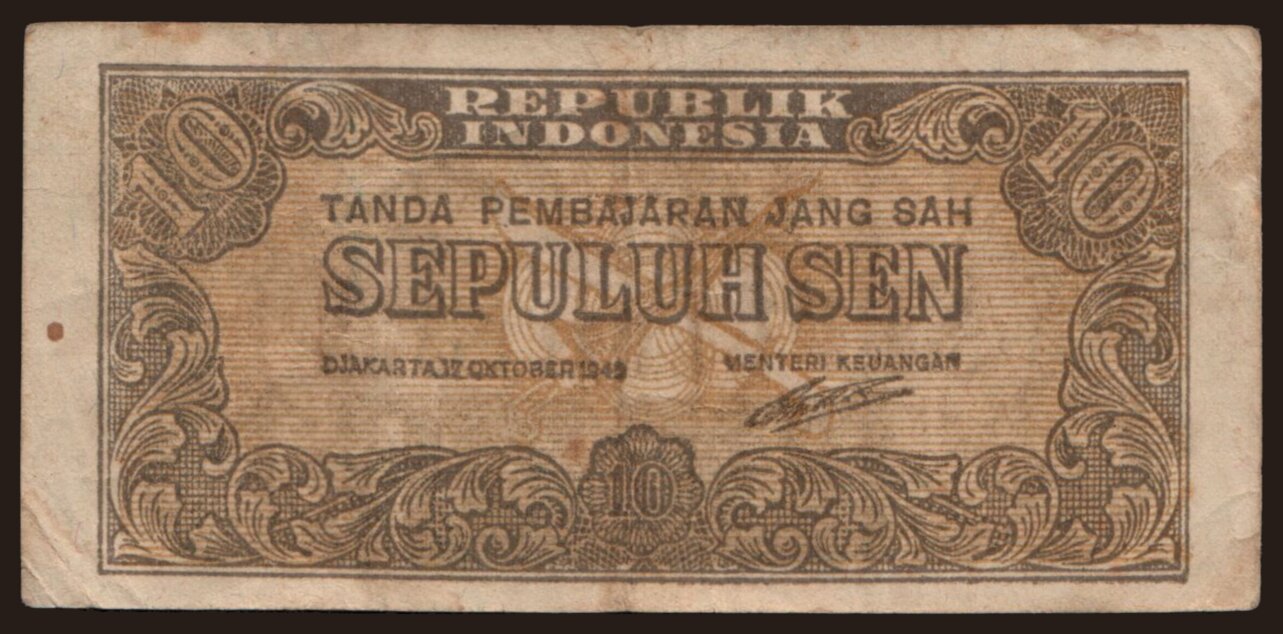 10
REPUBLIK
INDONESIA
10
TANDA PEMBAJARAN JANG SAH
SEPULUH SEN
DJAKARTA, 17 OKTOBER 1945
MENTERI KEUANGAN
10